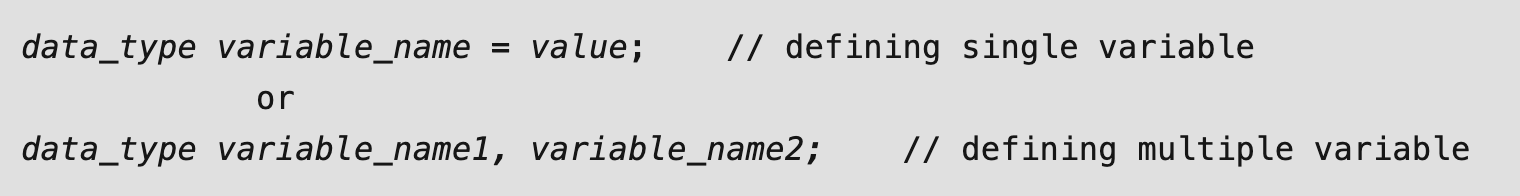 data_type variable_name = value;    // defining single variable
or
data_type variable_name1, variable_name2;    // defining multiple variable